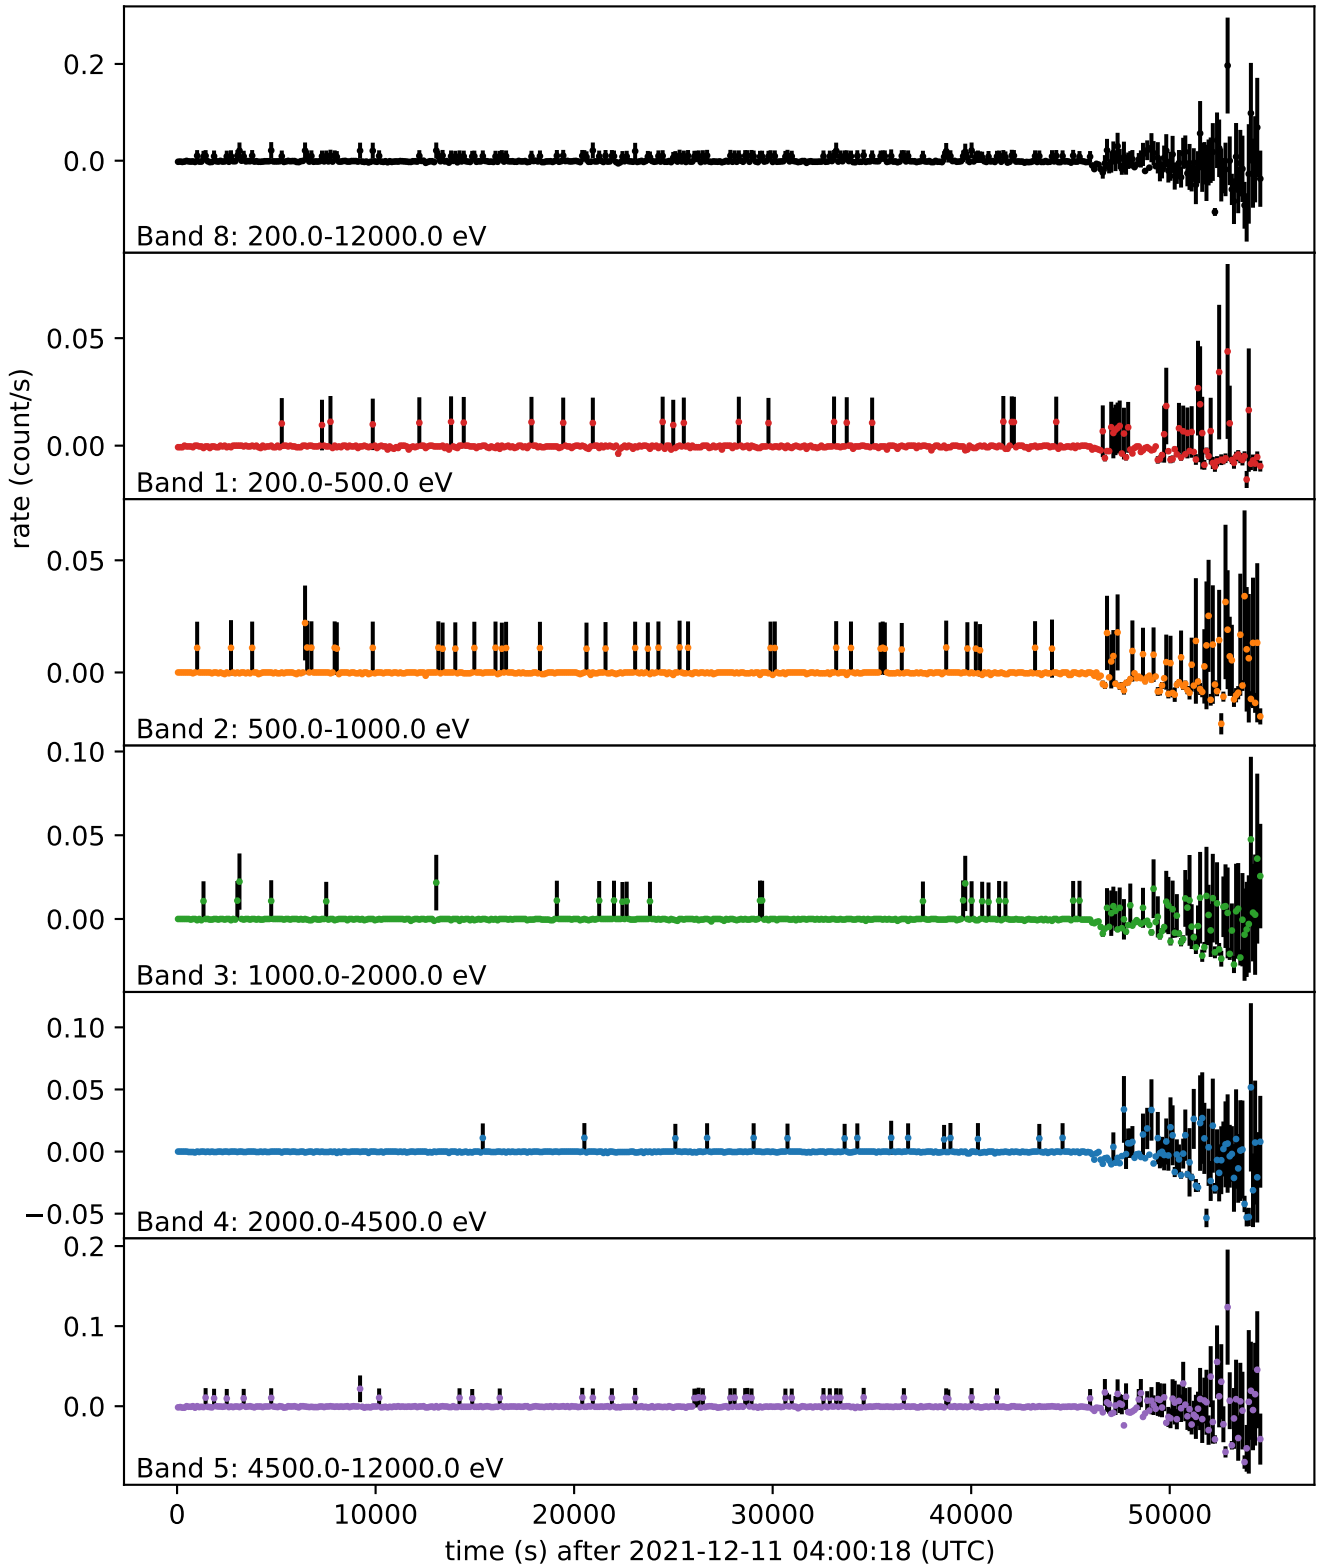 0.2
0.0
Band 8: 200.0-12000.0 eV
0.05
0.00
Band 1: 200.0-500.0 eV
rate (count/s)
0.05
0.00
Band 2: 500.0-1000.0 eV
0.10
0.05
0.00
Band 3: 1000.0-2000.0 eV
0.10
0.05
0.00
−0.05
Band 4: 2000.0-4500.0 eV
0.2
0.1
0.0
Band 5: 4500.0-12000.0 eV
0 10000 20000 30000 40000 50000
time (s) after 2021-12-11 04:00:18 (UTC)